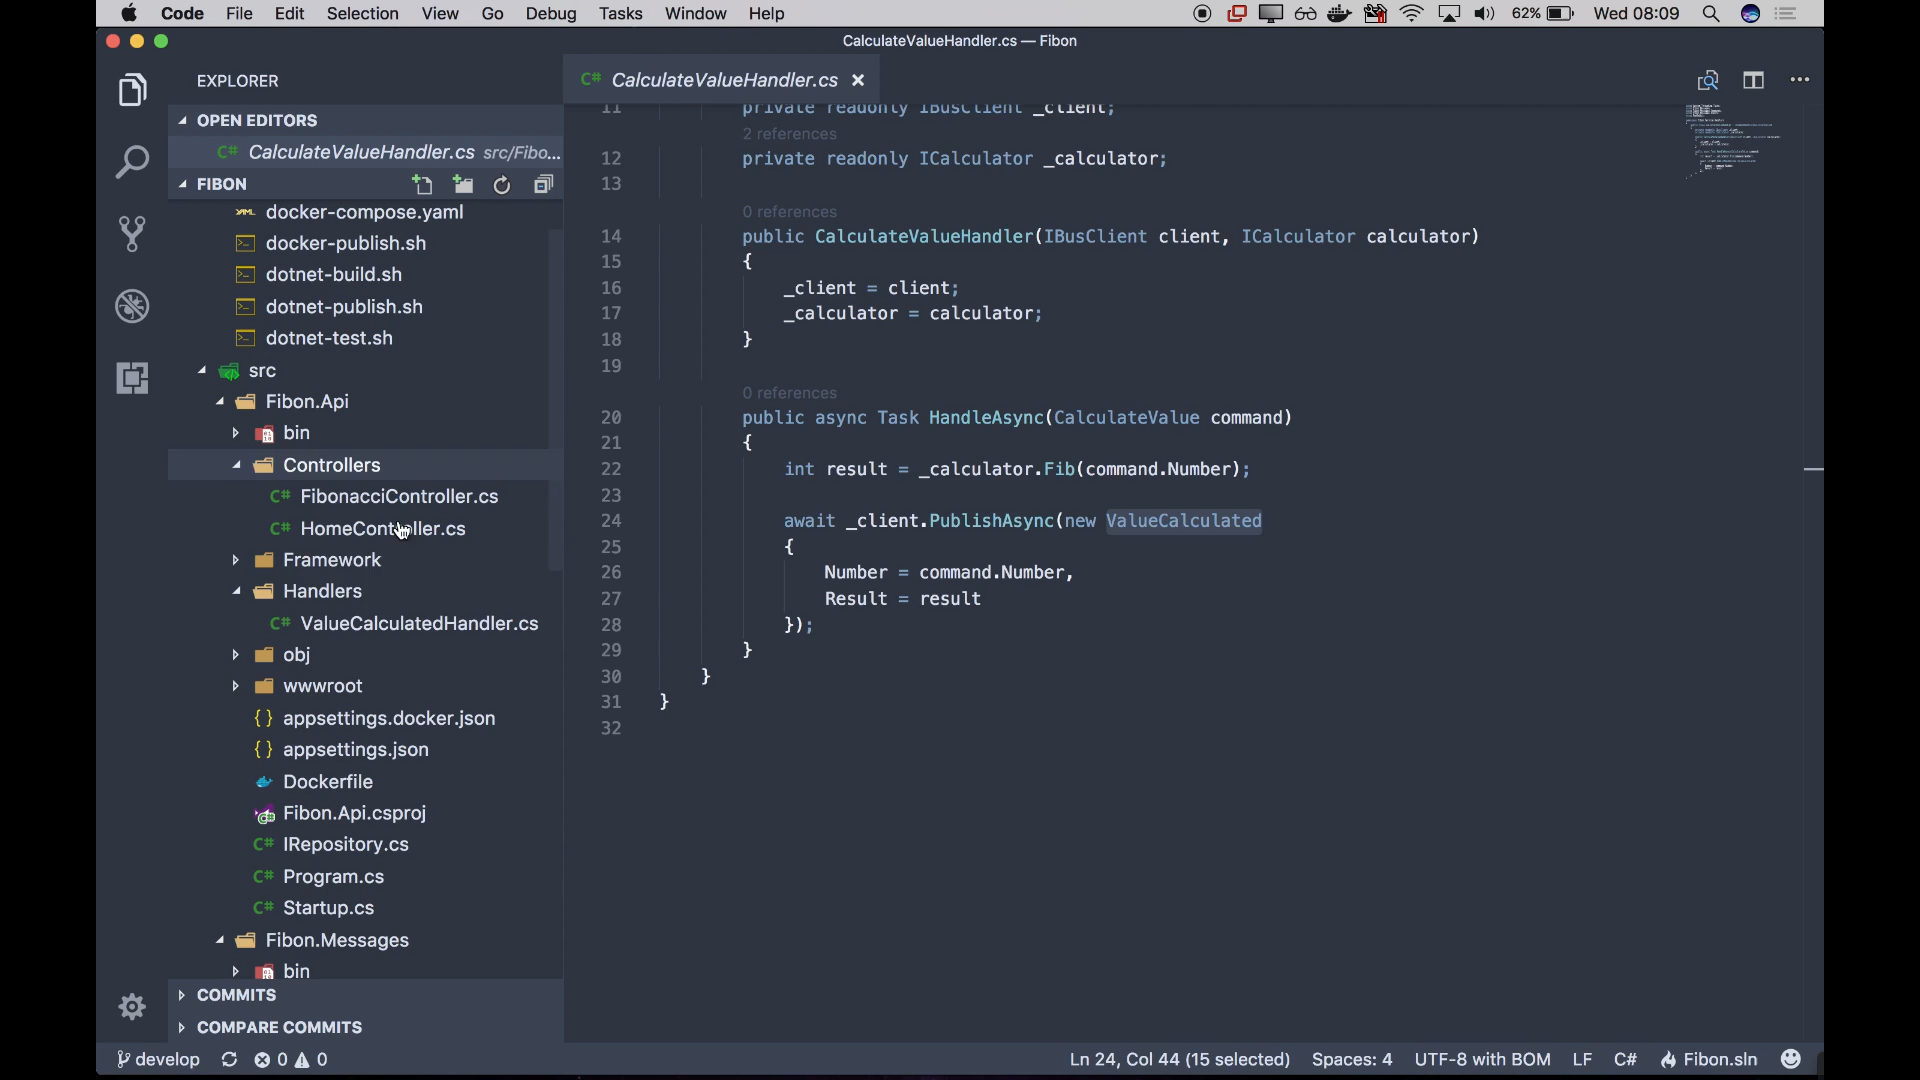 Code File Edit Selection View Go Debug Tasks Window Help 62% Wed 08:09
CalculateValueHandler.cs — Fibon
EXPLORER
OPEN EDITORS
C# CalculateValueHandler.cs src/Fibo...
FIBON
docker-compose.yaml
docker-publish.sh
dotnet-build.sh
dotnet-publish.sh
dotnet-test.sh
src
Fibon.Api
bin
Controllers
C# FibonacciController.cs
C# HomeController.cs
Framework
Handlers
C# ValueCalculatedHandler.cs
obj
wwwroot
{ } appsettings.docker.json
{ } appsettings.json
Dockerfile
Fibon.Api.csproj
C# IRepository.cs
C# Program.cs
C# Startup.cs
Fibon.Messages
bin
COMMITS
COMPARE COMMITS
C# CalculateValueHandler.cs ×
11 private readonly IBusClient _client;
2 references
12 private readonly ICalculator _calculator;
13
0 references
14 public CalculateValueHandler(IBusClient client, ICalculator calculator)
15 {
16 _client = client;
17 _calculator = calculator;
18 }
19
0 references
20 public async Task HandleAsync(CalculateValue command)
21 {
22 int result = _calculator.Fib(command.Number);
23
24 await _client.PublishAsync(new ValueCalculated
25 {
26 Number = command.Number,
27 Result = result
28 });
29 }
30 }
31 }
32
develop 0 0 Ln 24, Col 44 (15 selected) Spaces: 4 UTF-8 with BOM LF C# Fibon.sln